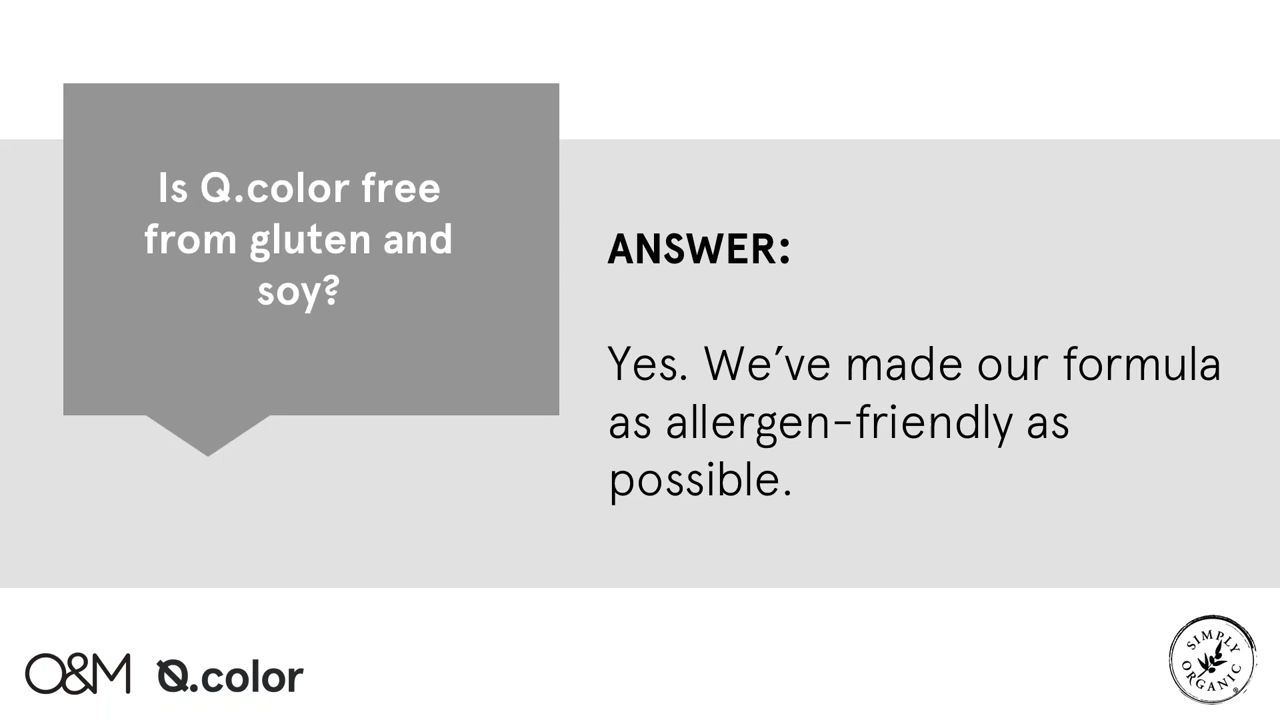 Is Q.color free
from gluten and
soy?
ANSWER:
Yes. We’ve made our formula
as allergen-friendly as
possible.
O&M Q.color
SIMPLY
ORGANIC
®